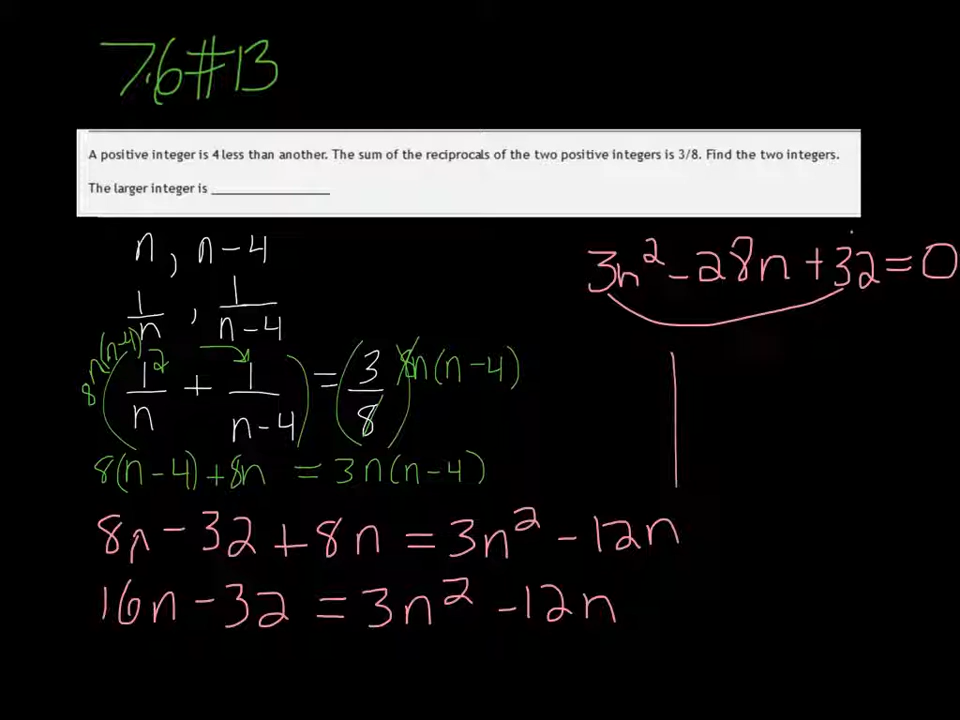 7.6#13
A positive integer is 4 less than another. The sum of the reciprocals of the two positive integers is 3/8. Find the two integers.
The larger integer is ____________________
n, n-4
1/n, 1/(n-4)
8n(n-4) (1/n + 1/(n-4)) = (3/8) 8n(n-4)
8(n-4)+8n = 3n(n-4)
8n-32+8n=3n²-12n
16n-32=3n²-12n
3n²-28n+32=0